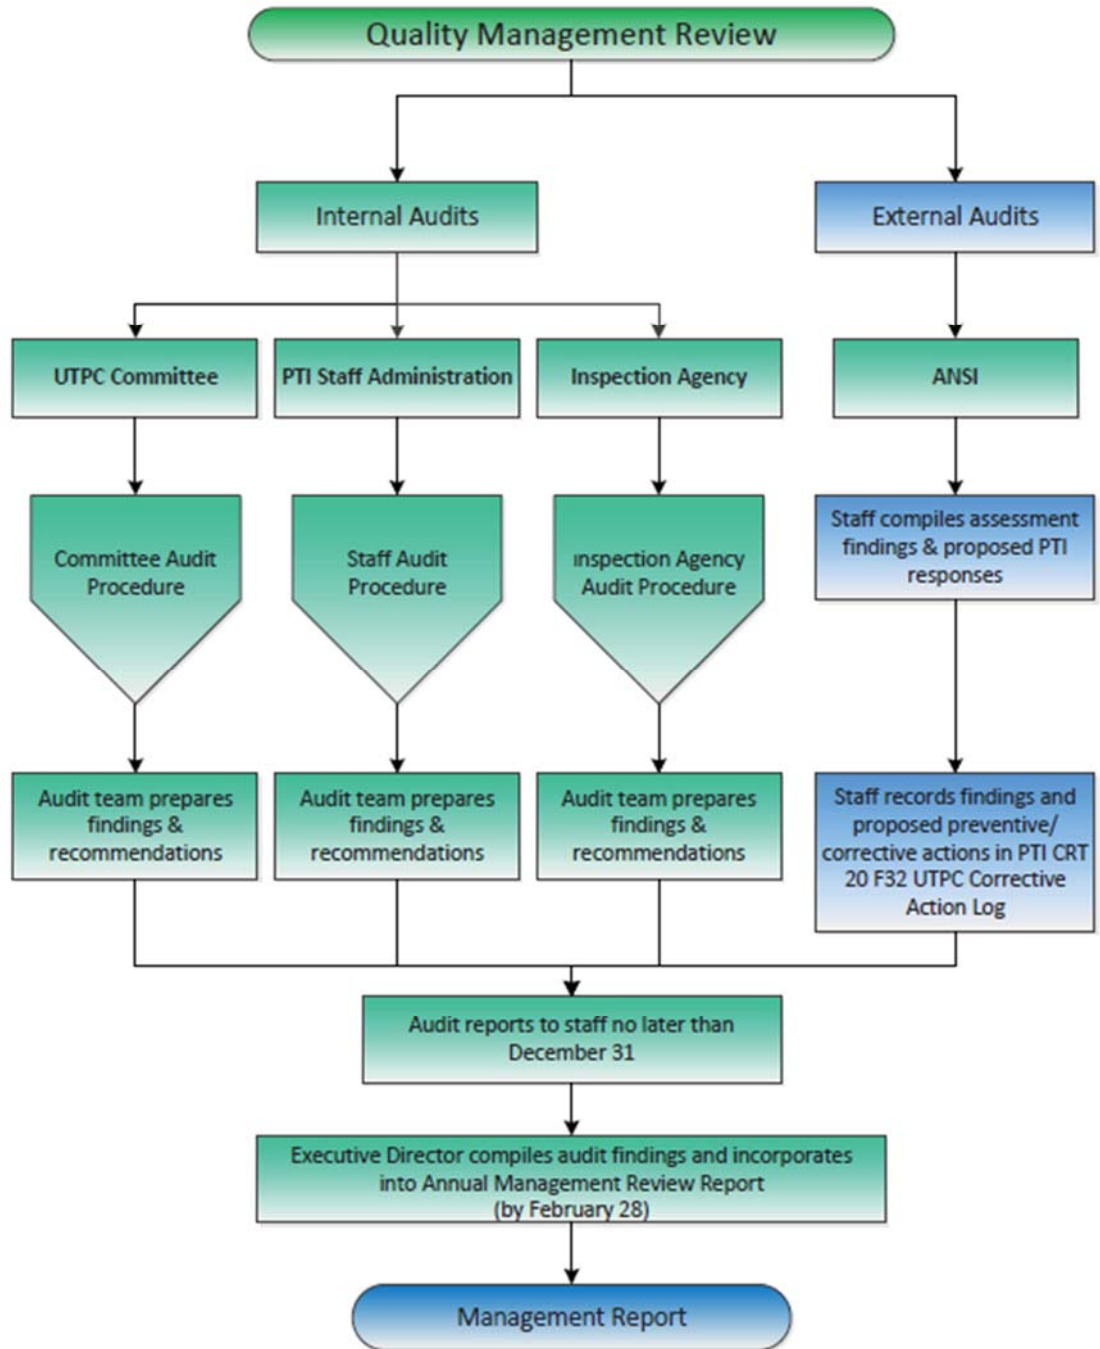 Quality Management Review
Internal Audits
External Audits
UTPC Committee
PTI Staff Administration
Inspection Agency
ANSI
Committee Audit
Procedure
Staff Audit
Procedure
Inspection Agency
Audit Procedure
Staff compiles assessment
findings & proposed PTI
responses
Audit team prepares
findings &
recommendations
Audit team prepares
findings &
recommendations
Audit team prepares
findings &
recommendations
Staff records findings and
proposed preventive/
corrective actions in PTI CRT
20 F32 UTPC Corrective
Action Log
Audit reports to staff no later than
December 31
Executive Director compiles audit findings and incorporates
into Annual Management Review Report
(by February 28)
Management Report